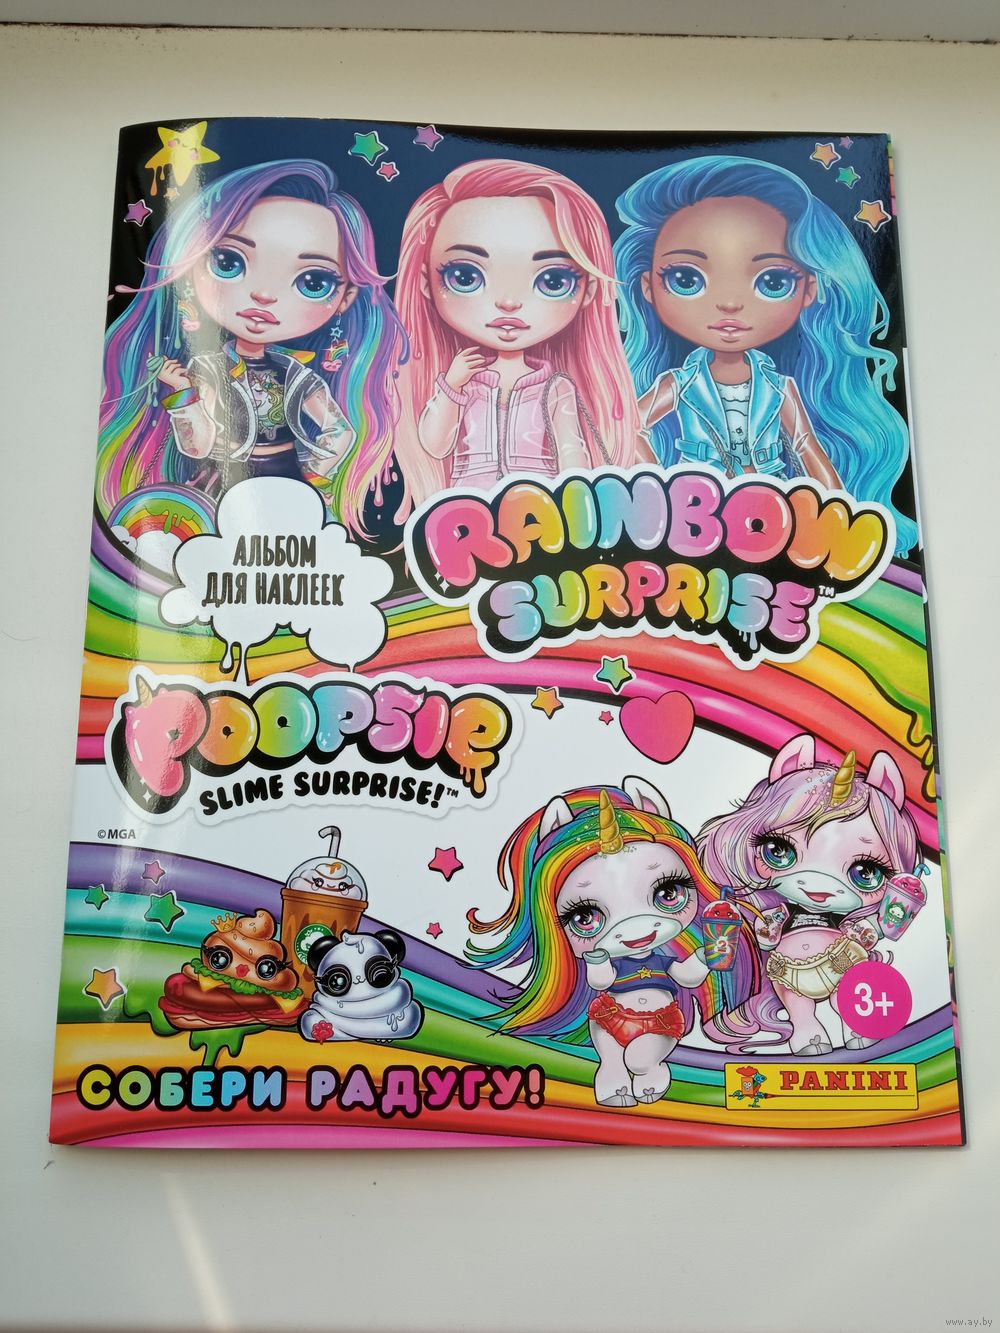 АЛЬБОМ
ДЛЯ НАКЛЕЕК
RAINBOW
SURPRISE™
POOPSIE
SLIME SURPRISE!™
©MGA
3+
СОБЕРИ РАДУГУ!
PANINI
www.ay.by